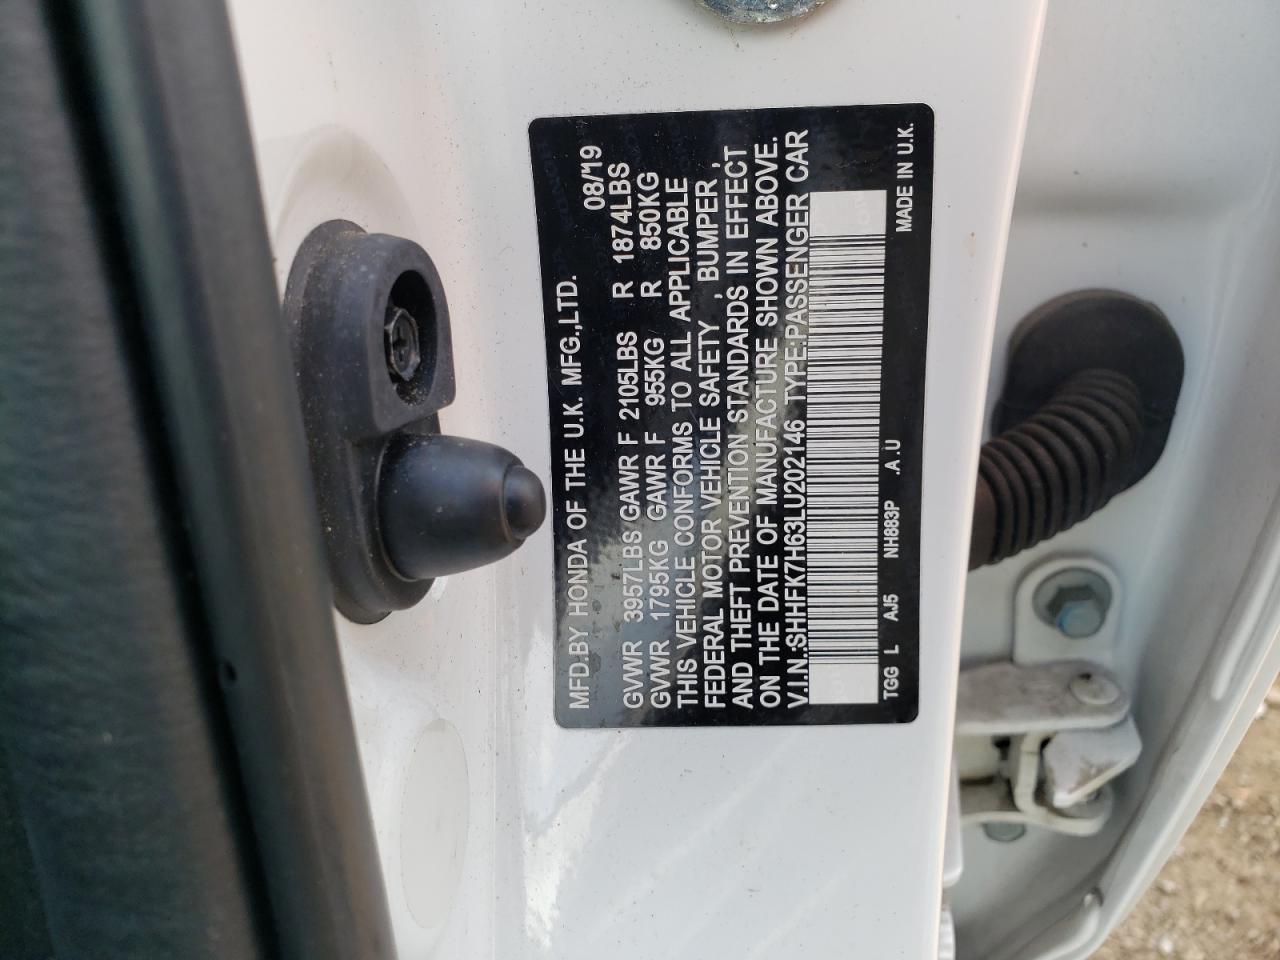 MFD.BY HONDA OF THE U.K. MFG.,LTD. 08/19
GVWR 3957LBS GAWR F 2105LBS R 1874LBS
GVWR 1795KG GAWR F 955KG R 850KG
THIS VEHICLE CONFORMS TO ALL APPLICABLE
FEDERAL MOTOR VEHICLE SAFETY , BUMPER ,
AND THEFT PREVENTION STANDARDS IN EFFECT
ON THE DATE OF MANUFACTURE SHOWN ABOVE.
V.I.N.:SHHFK7H63LU202146 TYPE:PASSENGER CAR
TGG L AJ5 NH883P .A.U MADE IN U.K.